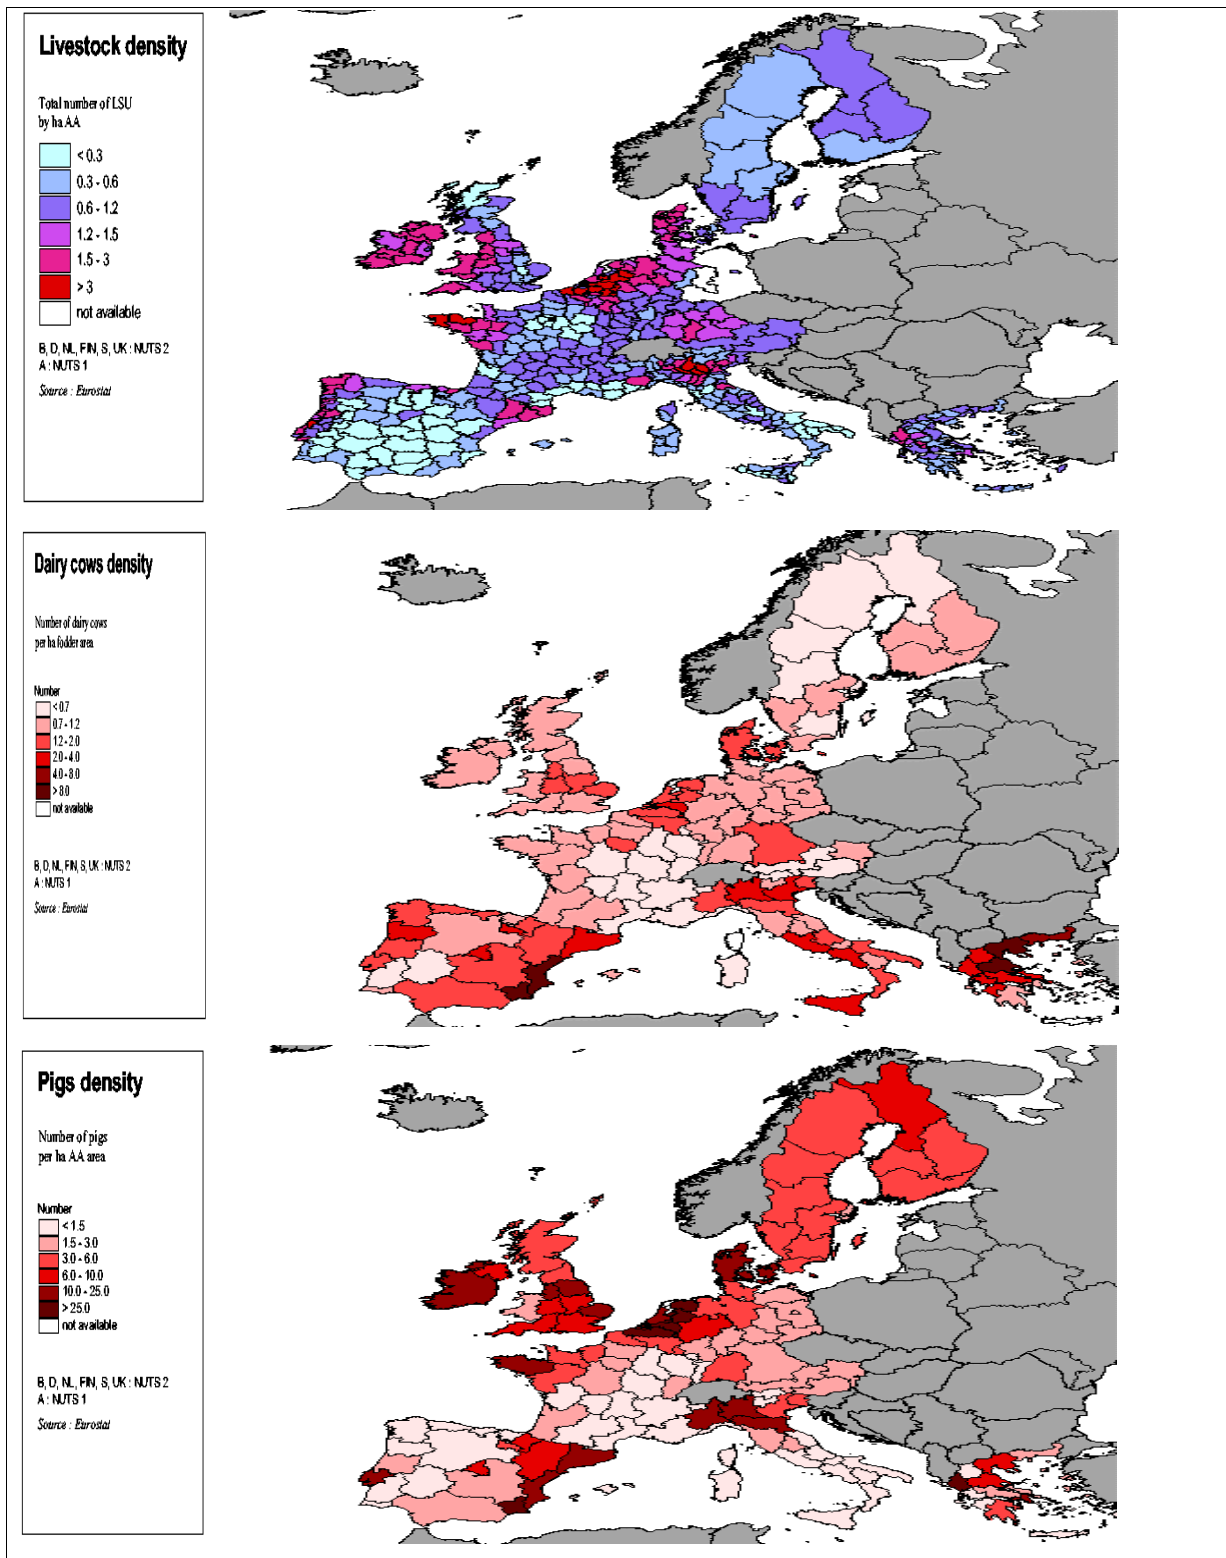 Livestock density
Total number of LSU
by ha AA
< 0.3
0.3 - 0.6
0.6 - 1.2
1.2 - 1.5
1.5 - 3
> 3
not available
B, D, NL, FIN, S, UK : NUTS 2
A : NUTS 1
Source : Eurostat
Dairy cows density
Number of dairy cows
per ha fodder area
Number
< 0.7
0.7 - 1.2
1.2 - 2.0
2.0 - 4.0
4.0 - 8.0
> 8.0
not available
B, D, NL, FIN, S, UK : NUTS 2
A : NUTS 1
Source : Eurostat
Pigs density
Number of pigs
per ha AA area
Number
< 1.5
1.5 - 3.0
3.0 - 6.0
6.0 - 10.0
10.0 - 25.0
> 25.0
not available
B, D, NL, FIN, S, UK : NUTS 2
A : NUTS 1
Source : Eurostat